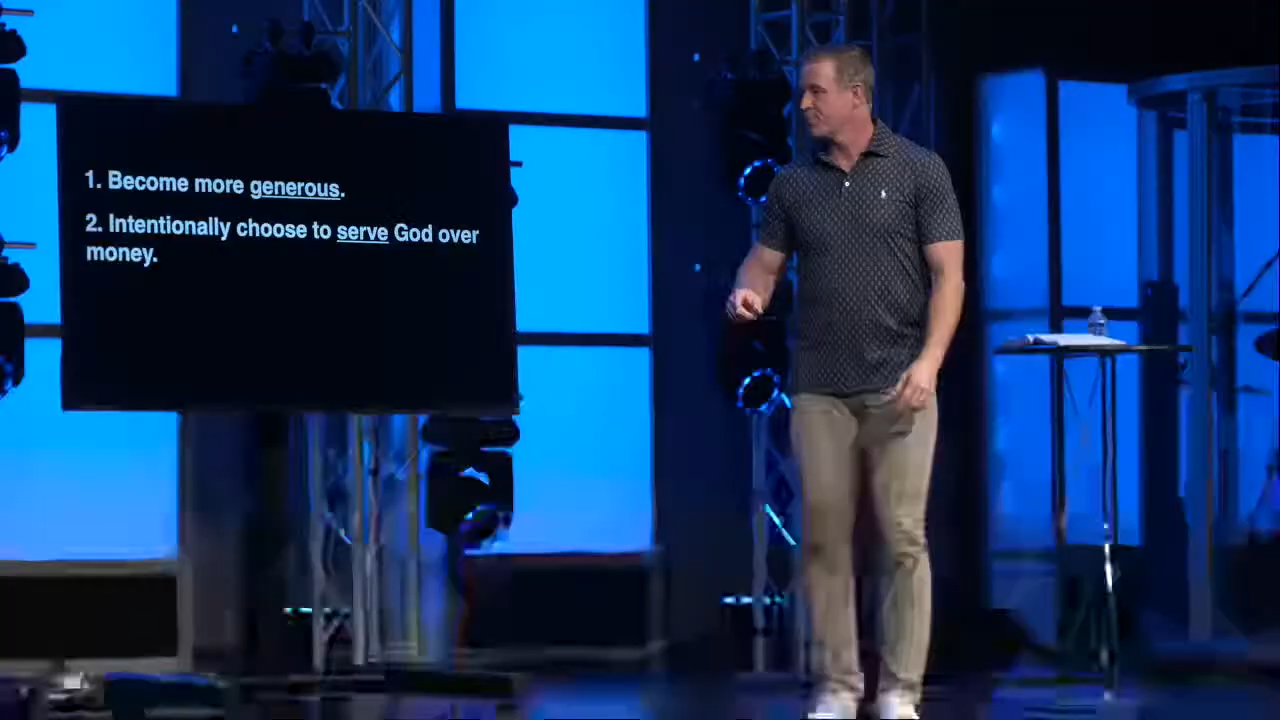 1. Become more generous.
2. Intentionally choose to serve God over
money.